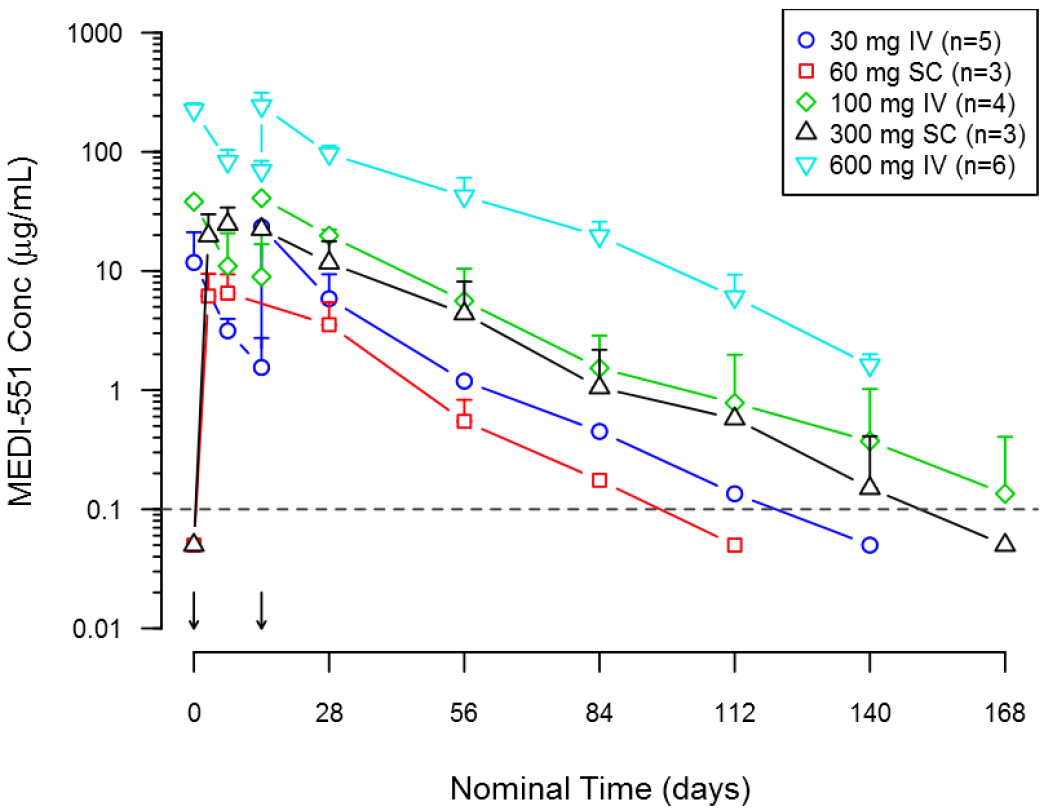 1000
100
10
1
0.1
0.01
MEDI-551 Conc (μg/mL)
30 mg IV (n=5)
60 mg SC (n=3)
100 mg IV (n=4)
300 mg SC (n=3)
600 mg IV (n=6)
0 28 56 84 112 140 168
Nominal Time (days)